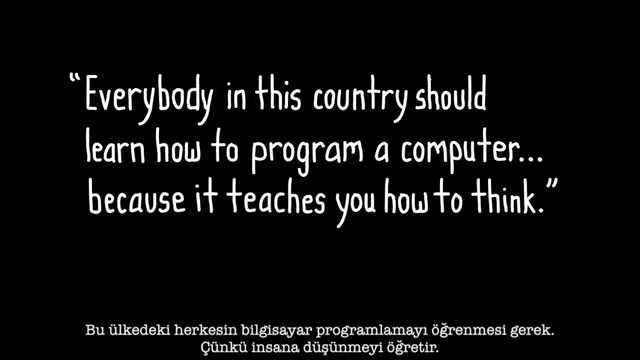 “Everybody in this country should
learn how to program a computer...
because it teaches you how to think.”
Bu ülkedeki herkesin bilgisayar programlamayı öğrenmesi gerek.
Çünkü insana düşünmeyi öğretir.